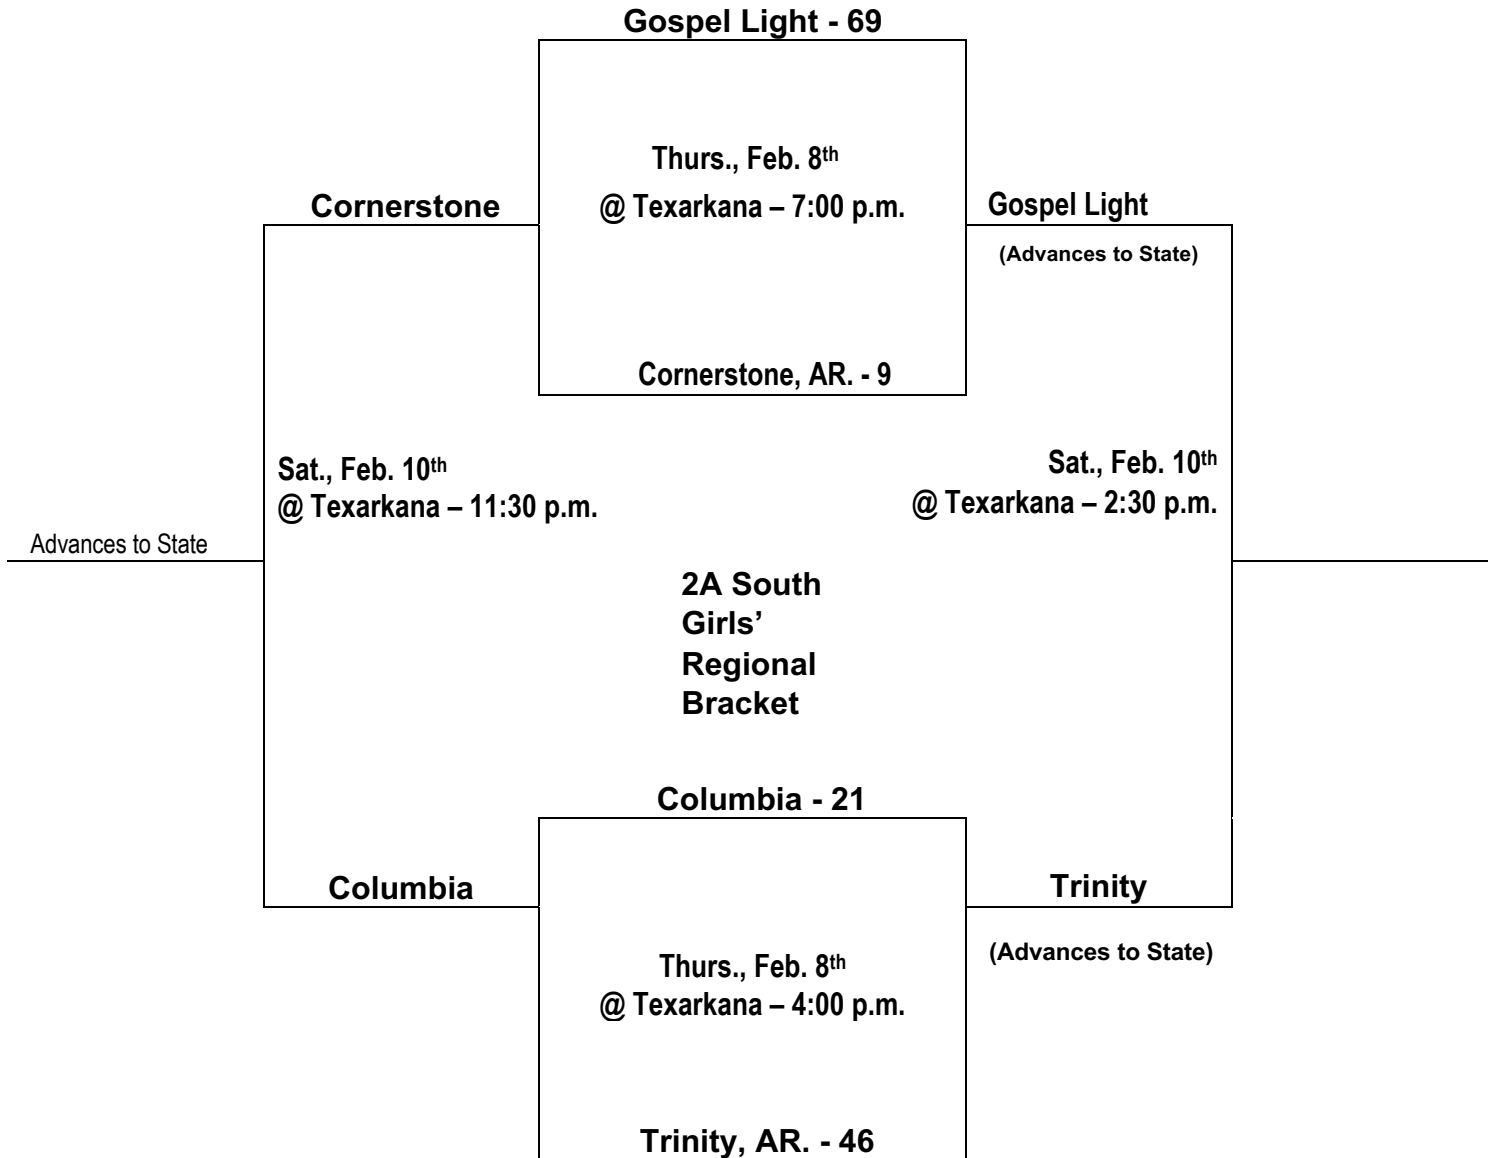 Gospel Light - 69
Thurs., Feb. 8th
@ Texarkana – 7:00 p.m.
Cornerstone
Gospel Light
(Advances to State)
Cornerstone, AR. - 9
Sat., Feb. 10th
@ Texarkana – 11:30 p.m.
Sat., Feb. 10th
@ Texarkana – 2:30 p.m.
Advances to State
2A South
Girls’
Regional
Bracket
Columbia - 21
Columbia
Trinity
(Advances to State)
Thurs., Feb. 8th
@ Texarkana – 4:00 p.m.
Trinity, AR. - 46